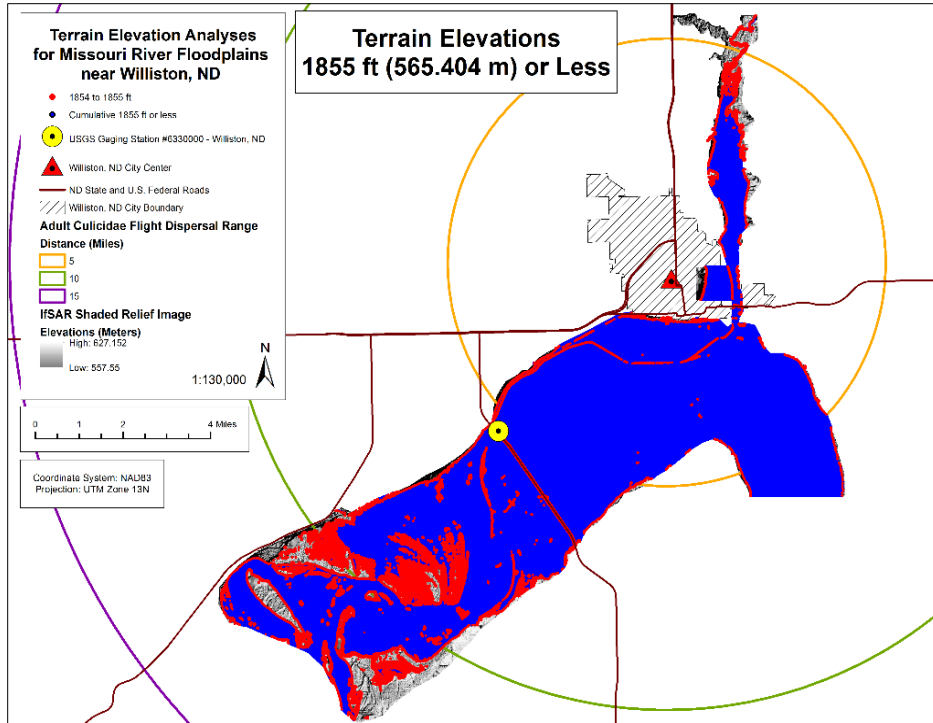 Terrain Elevation Analyses
for Missouri River Floodplains
near Williston, ND
1854 to 1855 ft
Cumulative 1855 ft or less
USGS Gaging Station #6330000 - Williston, ND
Williston, ND City Center
ND State and U.S. Federal Roads
Williston, ND City Boundary
Adult Culicidae Flight Dispersal Range
Distance (Miles)
5
10
15
IfSAR Shaded Relief Image
Elevations (Meters)
High: 627.152
Low: 557.55
N
1:130,000
0 1 2 4 Miles
Coordinate System: NAD83
Projection: UTM Zone 13N
Terrain Elevations
1855 ft (565.404 m) or Less